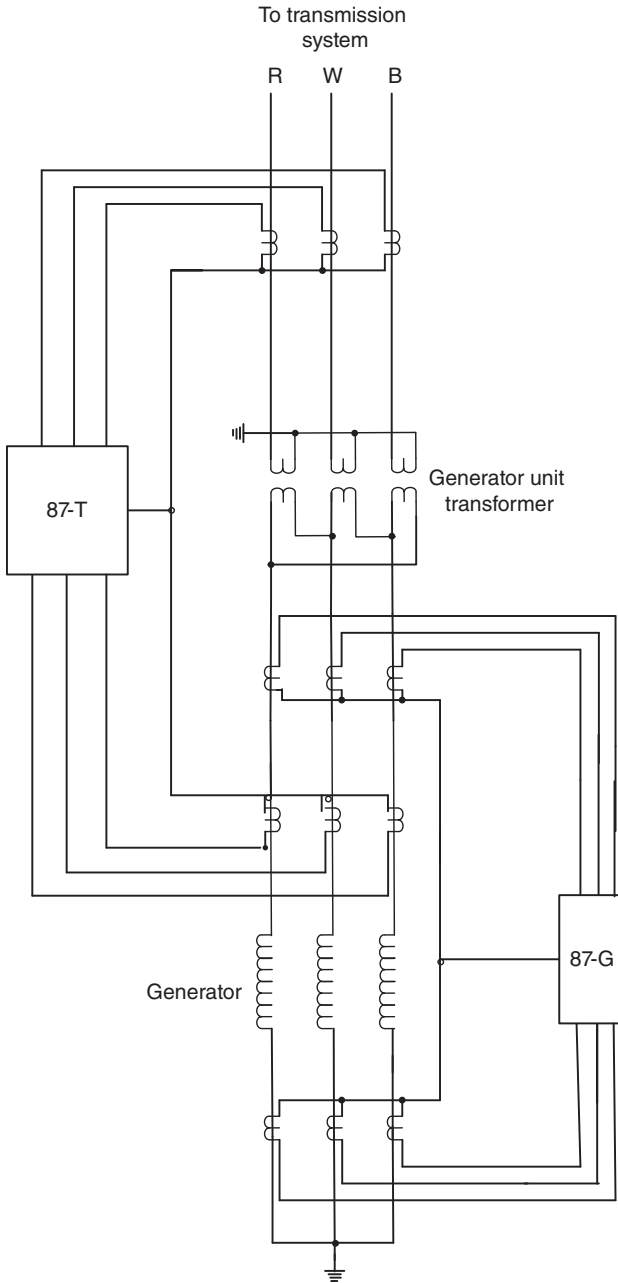 To transmission
system
R W B
Generator unit
transformer
87-T
87-G
Generator